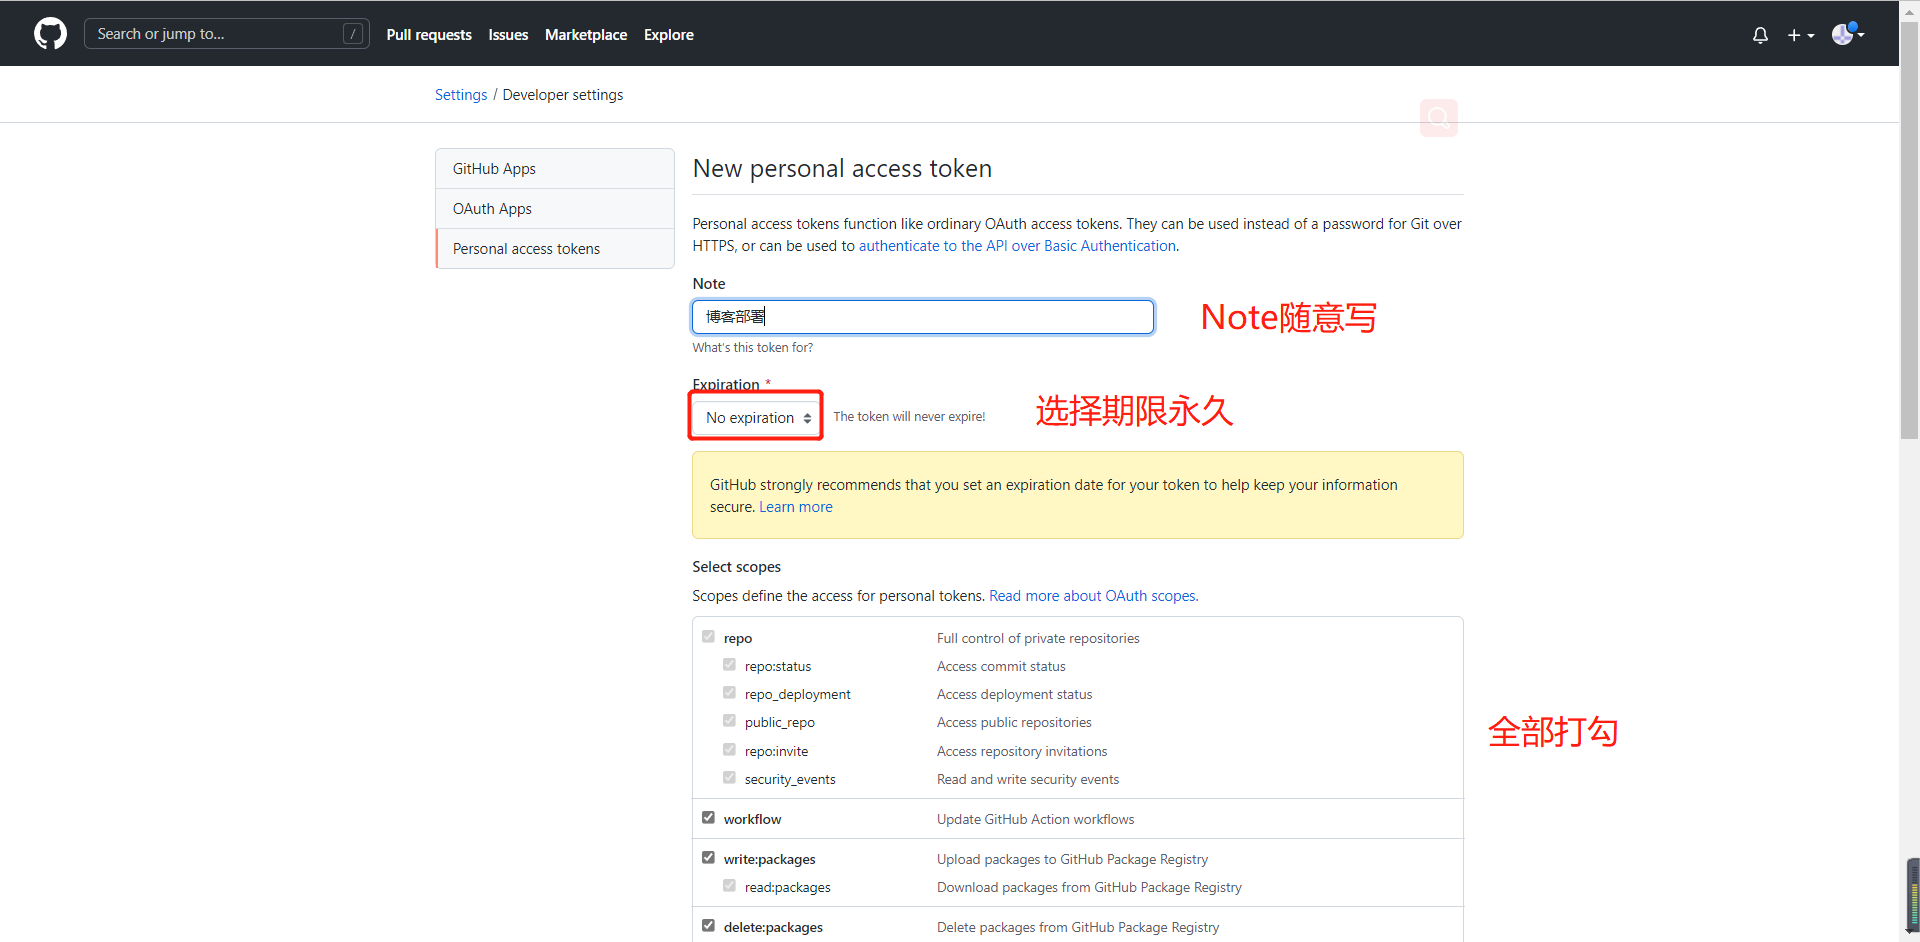 Search or jump to...
/
Pull requests
Issues
Marketplace
Explore
Settings / Developer settings
GitHub Apps
OAuth Apps
Personal access tokens
New personal access token
Personal access tokens function like ordinary OAuth access tokens. They can be used instead of a password for Git over
HTTPS, or can be used to authenticate to the API over Basic Authentication.
Note
博客部署
Note随意写
What's this token for?
Expiration *
No expiration
The token will never expire!
选择期限永久
GitHub strongly recommends that you set an expiration date for your token to help keep your information
secure. Learn more
Select scopes
Scopes define the access for personal tokens. Read more about OAuth scopes.
repo Full control of private repositories
repo:status Access commit status
repo_deployment Access deployment status
public_repo Access public repositories
repo:invite Access repository invitations
security_events Read and write security events
全部打勾
workflow Update GitHub Action workflows
write:packages Upload packages to GitHub Package Registry
read:packages Download packages from GitHub Package Registry
delete:packages Delete packages from GitHub Package Registry